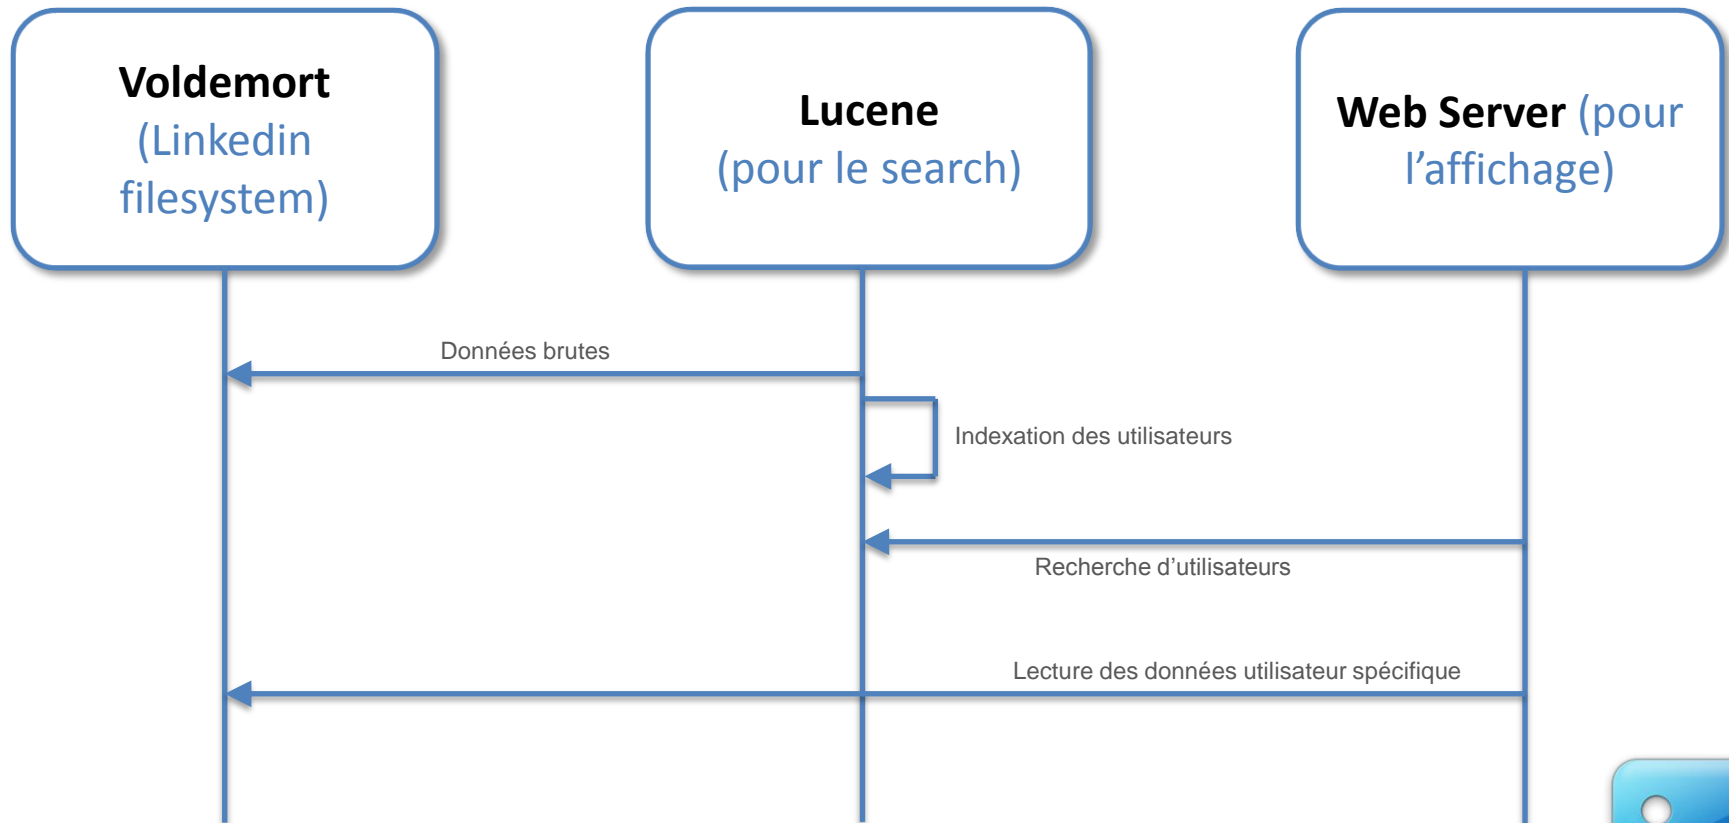 Voldemort
(Linkedin
filesystem)
Lucene
(pour le search)
Web Server (pour
l’affichage)
Données brutes
Indexation des utilisateurs
Recherche d’utilisateurs
Lecture des données utilisateur spécifique